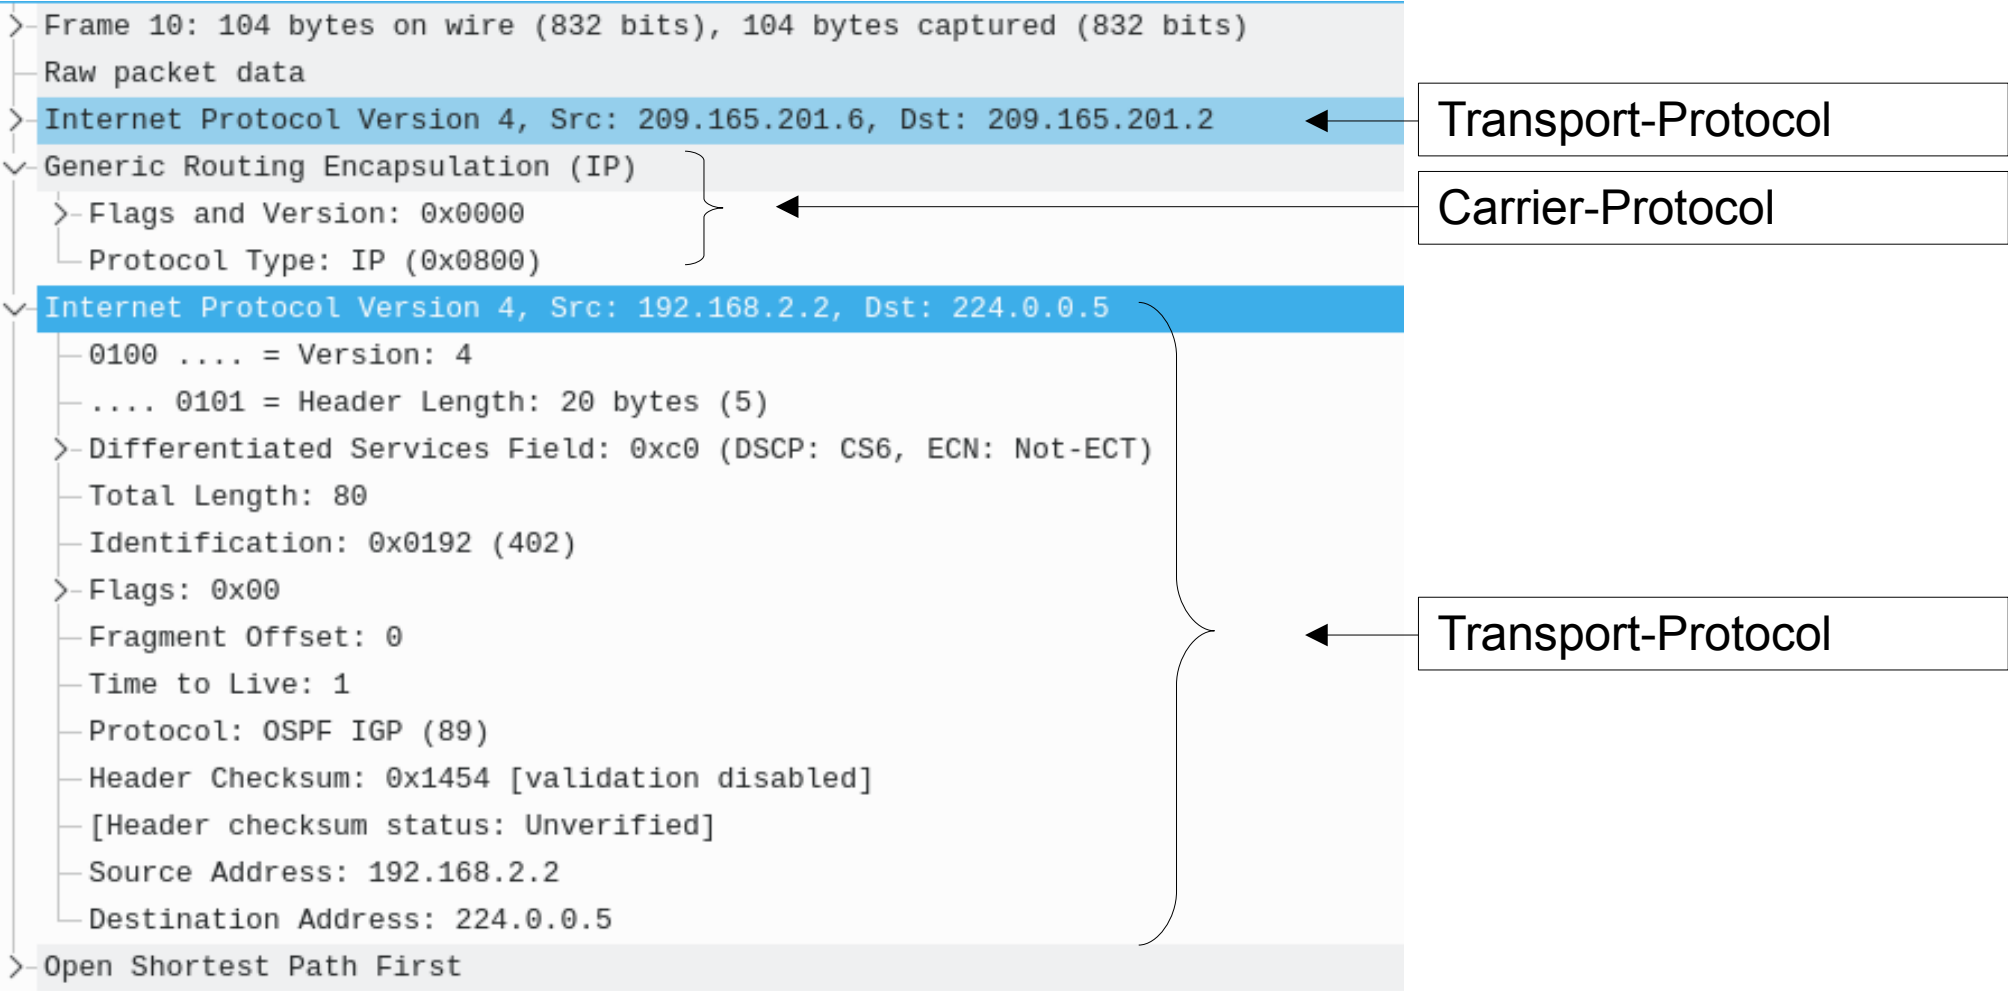 Frame 10: 104 bytes on wire (832 bits), 104 bytes captured (832 bits)
Raw packet data
Internet Protocol Version 4, Src: 209.165.201.6, Dst: 209.165.201.2
Transport-Protocol
Generic Routing Encapsulation (IP)
Flags and Version: 0x0000
Carrier-Protocol
Protocol Type: IP (0x0800)
Internet Protocol Version 4, Src: 192.168.2.2, Dst: 224.0.0.5
0100 .... = Version: 4
.... 0101 = Header Length: 20 bytes (5)
Differentiated Services Field: 0xc0 (DSCP: CS6, ECN: Not-ECT)
Total Length: 80
Identification: 0x0192 (402)
Flags: 0x00
Fragment Offset: 0
Transport-Protocol
Time to Live: 1
Protocol: OSPF IGP (89)
Header Checksum: 0x1454 [validation disabled]
[Header checksum status: Unverified]
Source Address: 192.168.2.2
Destination Address: 224.0.0.5
Open Shortest Path First